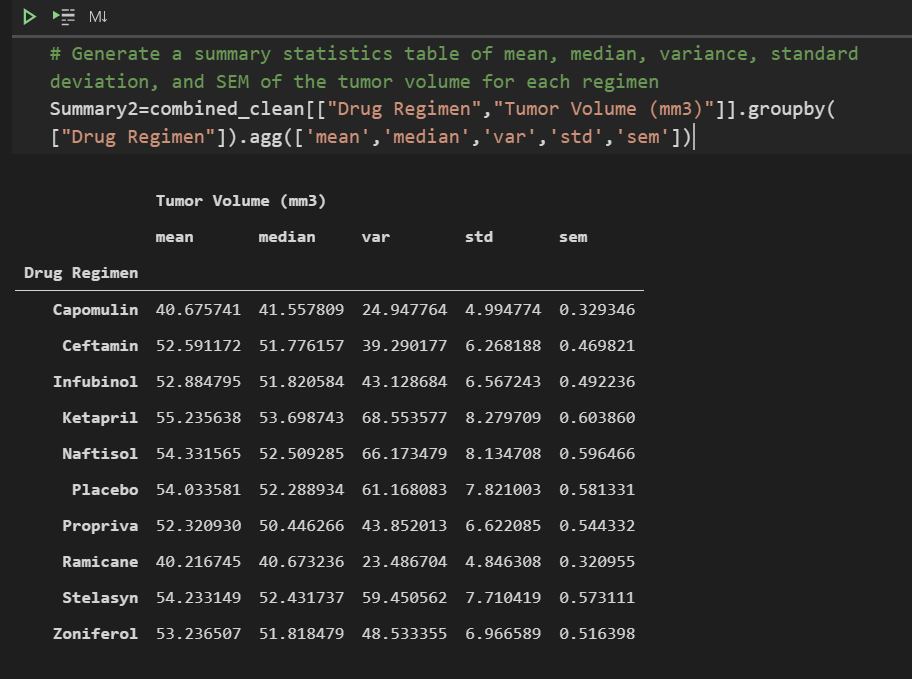 M↓
# Generate a summary statistics table of mean, median, variance, standard
deviation, and SEM of the tumor volume for each regimen
Summary2=combined_clean[["Drug Regimen","Tumor Volume (mm3)"]].groupby(
["Drug Regimen"]).agg(['mean','median','var','std','sem'])
Tumor Volume (mm3)
mean median var std sem
Drug Regimen
Capomulin 40.675741 41.557809 24.947764 4.994774 0.329346
Ceftamin 52.591172 51.776157 39.290177 6.268188 0.469821
Infubinol 52.884795 51.820584 43.128684 6.567243 0.492236
Ketapril 55.235638 53.698743 68.553577 8.279709 0.603860
Naftisol 54.331565 52.509285 66.173479 8.134708 0.596466
Placebo 54.033581 52.288934 61.168083 7.821003 0.581331
Propriva 52.320930 50.446266 43.852013 6.622085 0.544332
Ramicane 40.216745 40.673236 23.486704 4.846308 0.320955
Stelasyn 54.233149 52.431737 59.450562 7.710419 0.573111
Zoniferol 53.236507 51.818479 48.533355 6.966589 0.516398